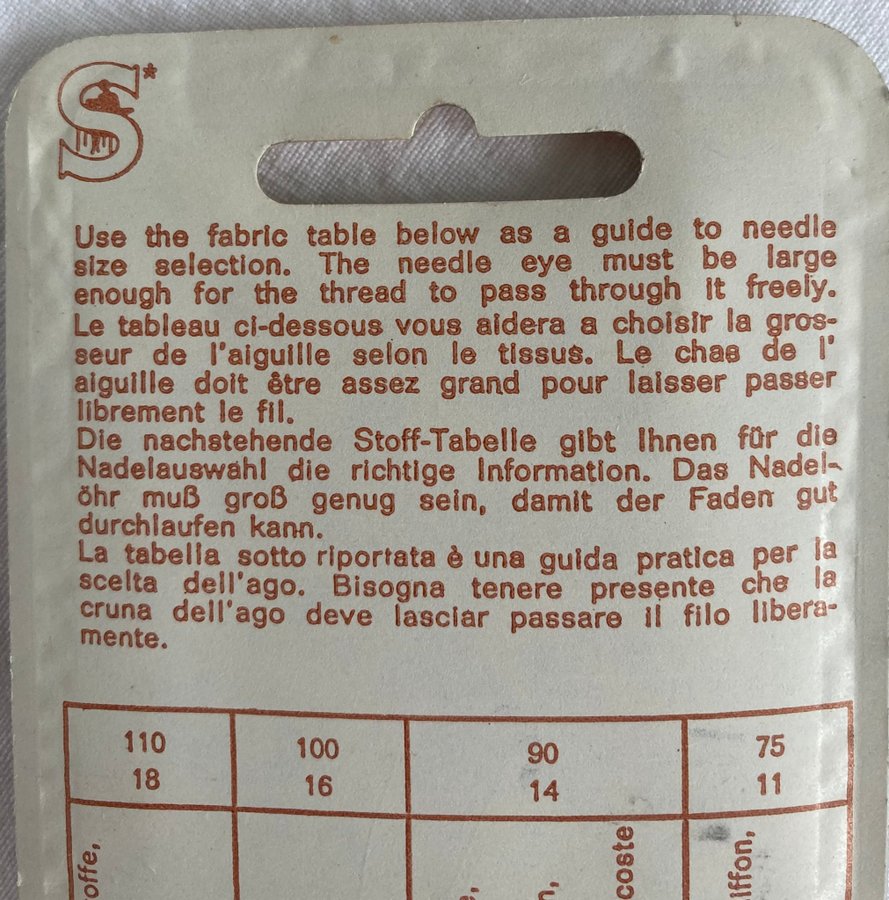 S*
Use the fabric table below as a guide to needle
size selection. The needle eye must be large
enough for the thread to pass through it freely.
Le tableau ci-dessous vous aidera a choisir la gros-
seur de l'aiguille selon le tissus. Le chas de l'
aiguille doit être assez grand pour laisser passer
librement le fil.
Die nachstehende Stoff-Tabelle gibt Ihnen für die
Nadelauswahl die richtige Information. Das Nadel-
öhr muß groß genug sein, damit der Faden gut
durchlaufen kann.
La tabella sotto riportata è una guida pratica per la
scelta dell'ago. Bisogna tenere presente che la
cruna dell'ago deve lasciar passare il filo libera-
mente.
110 100 90 75
18 16 14 11
offe,
coste
iffon,